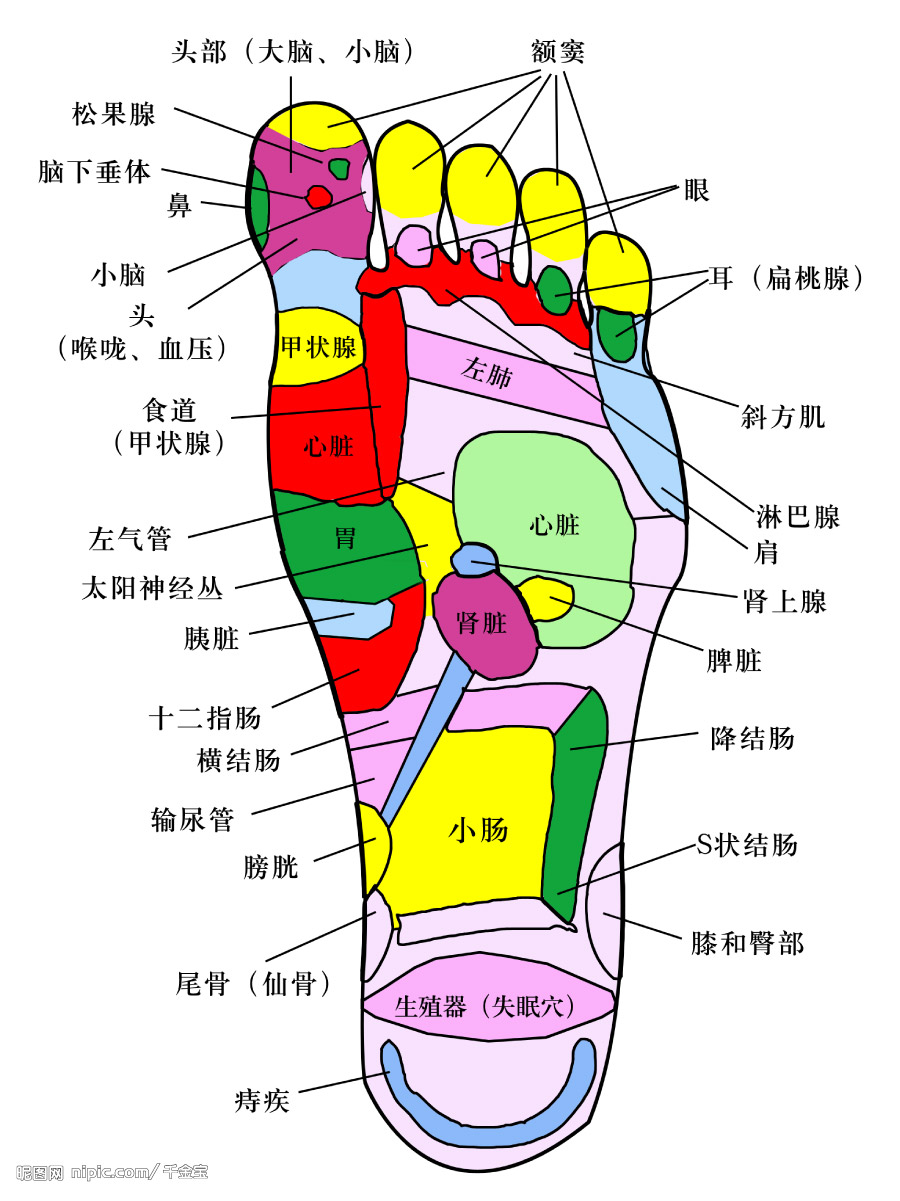 头部（大脑、小脑）
额窦
松果腺
脑下垂体
鼻
眼
小脑
耳（扁桃腺）
头
（喉咙、血压）
甲状腺
左肺
食道
（甲状腺）
斜方肌
心脏
淋巴腺
左气管
胃
心脏
肩
太阳神经丛
肾上腺
胰脏
肾脏
脾脏
十二指肠
横结肠
降结肠
输尿管
小肠
S状结肠
膀胱
膝和臀部
尾骨（仙骨）
生殖器（失眠穴）
痔疾
昵图网 nipic.com/千金宝